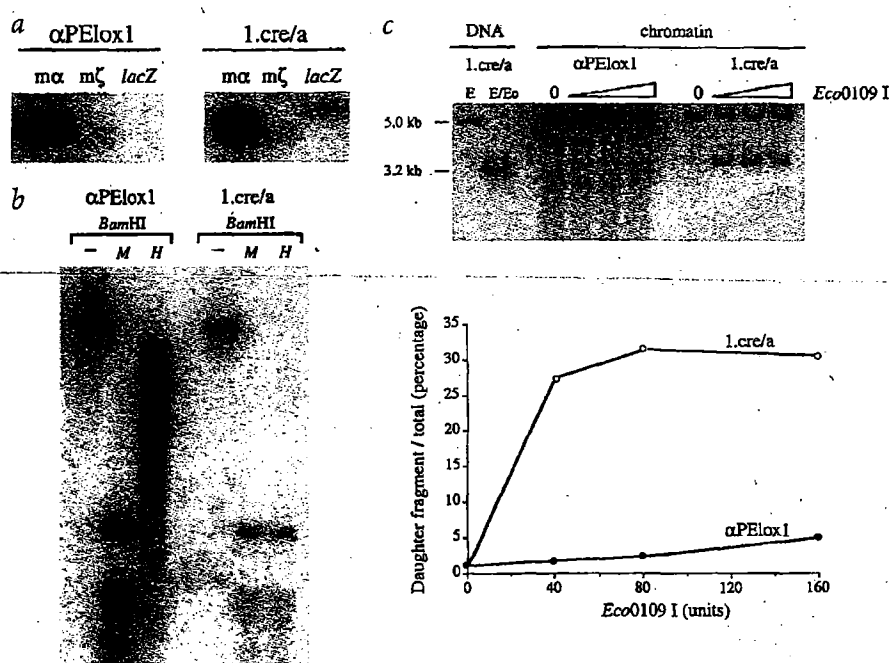 a
αPElox1
1.cre/a
mα mζ lacZ
mα mζ lacZ
b
αPElox1
1.cre/a
BamHI
BamHI
– M H
– M H
c
DNA
chromatin
1.cre/a
αPElox1
1.cre/a
E E/Eo
0
0
Eco0109 I
5.0 kb
3.2 kb
Daughter fragment / total (percentage)
35
30
25
20
15
10
5
0
1.cre/a
αPElox1
0 40 80 120 160
Eco0109 I (units)